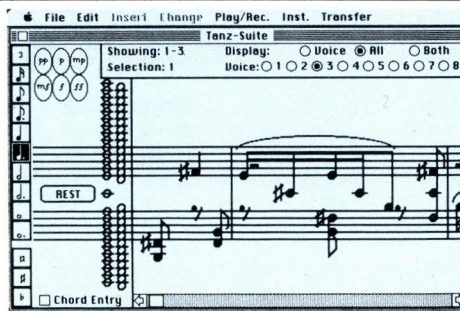 File Edit Insert Change Play/Rec. Inst. Transfer
Tanz-Suite
Showing: 1-3 Display: Voice All Both
Selection: 1 Voice: 1 2 3 4 5 6 7 8
pp p mp
mf f ff
REST
Chord Entry